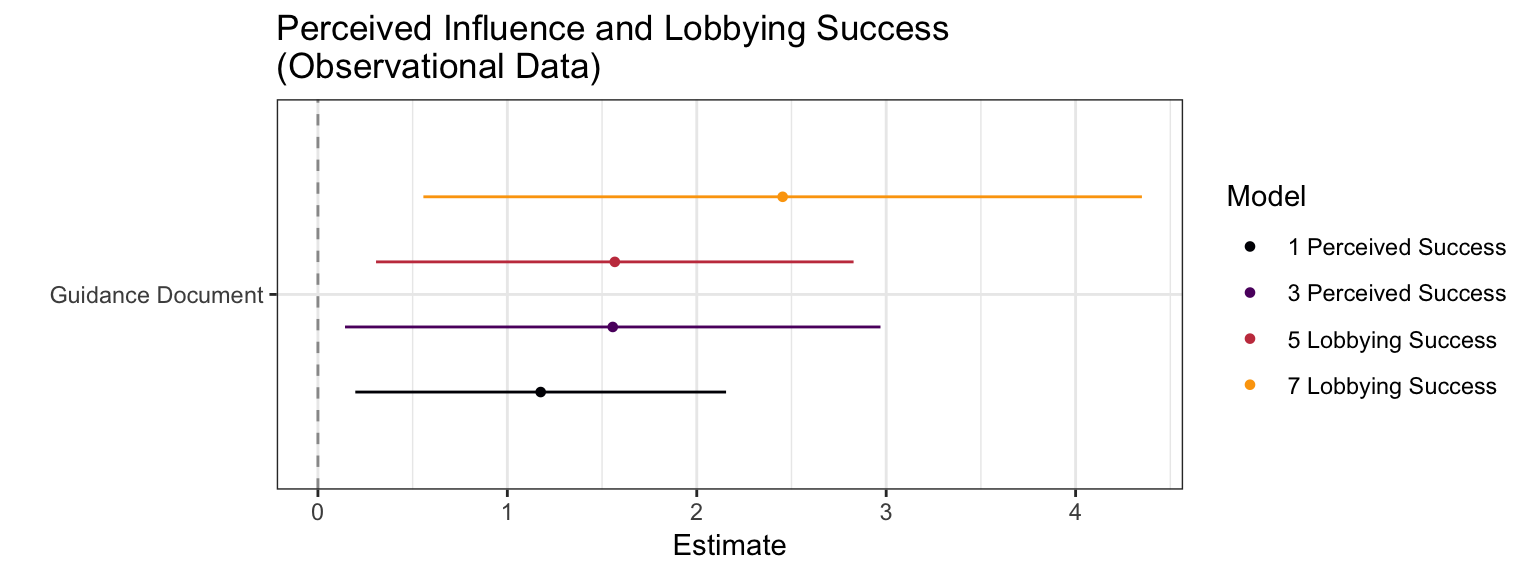 Perceived Influence and Lobbying Success
(Observational Data)
Guidance Document
0 1 2 3 4
Estimate
Model
1 Perceived Success
3 Perceived Success
5 Lobbying Success
7 Lobbying Success